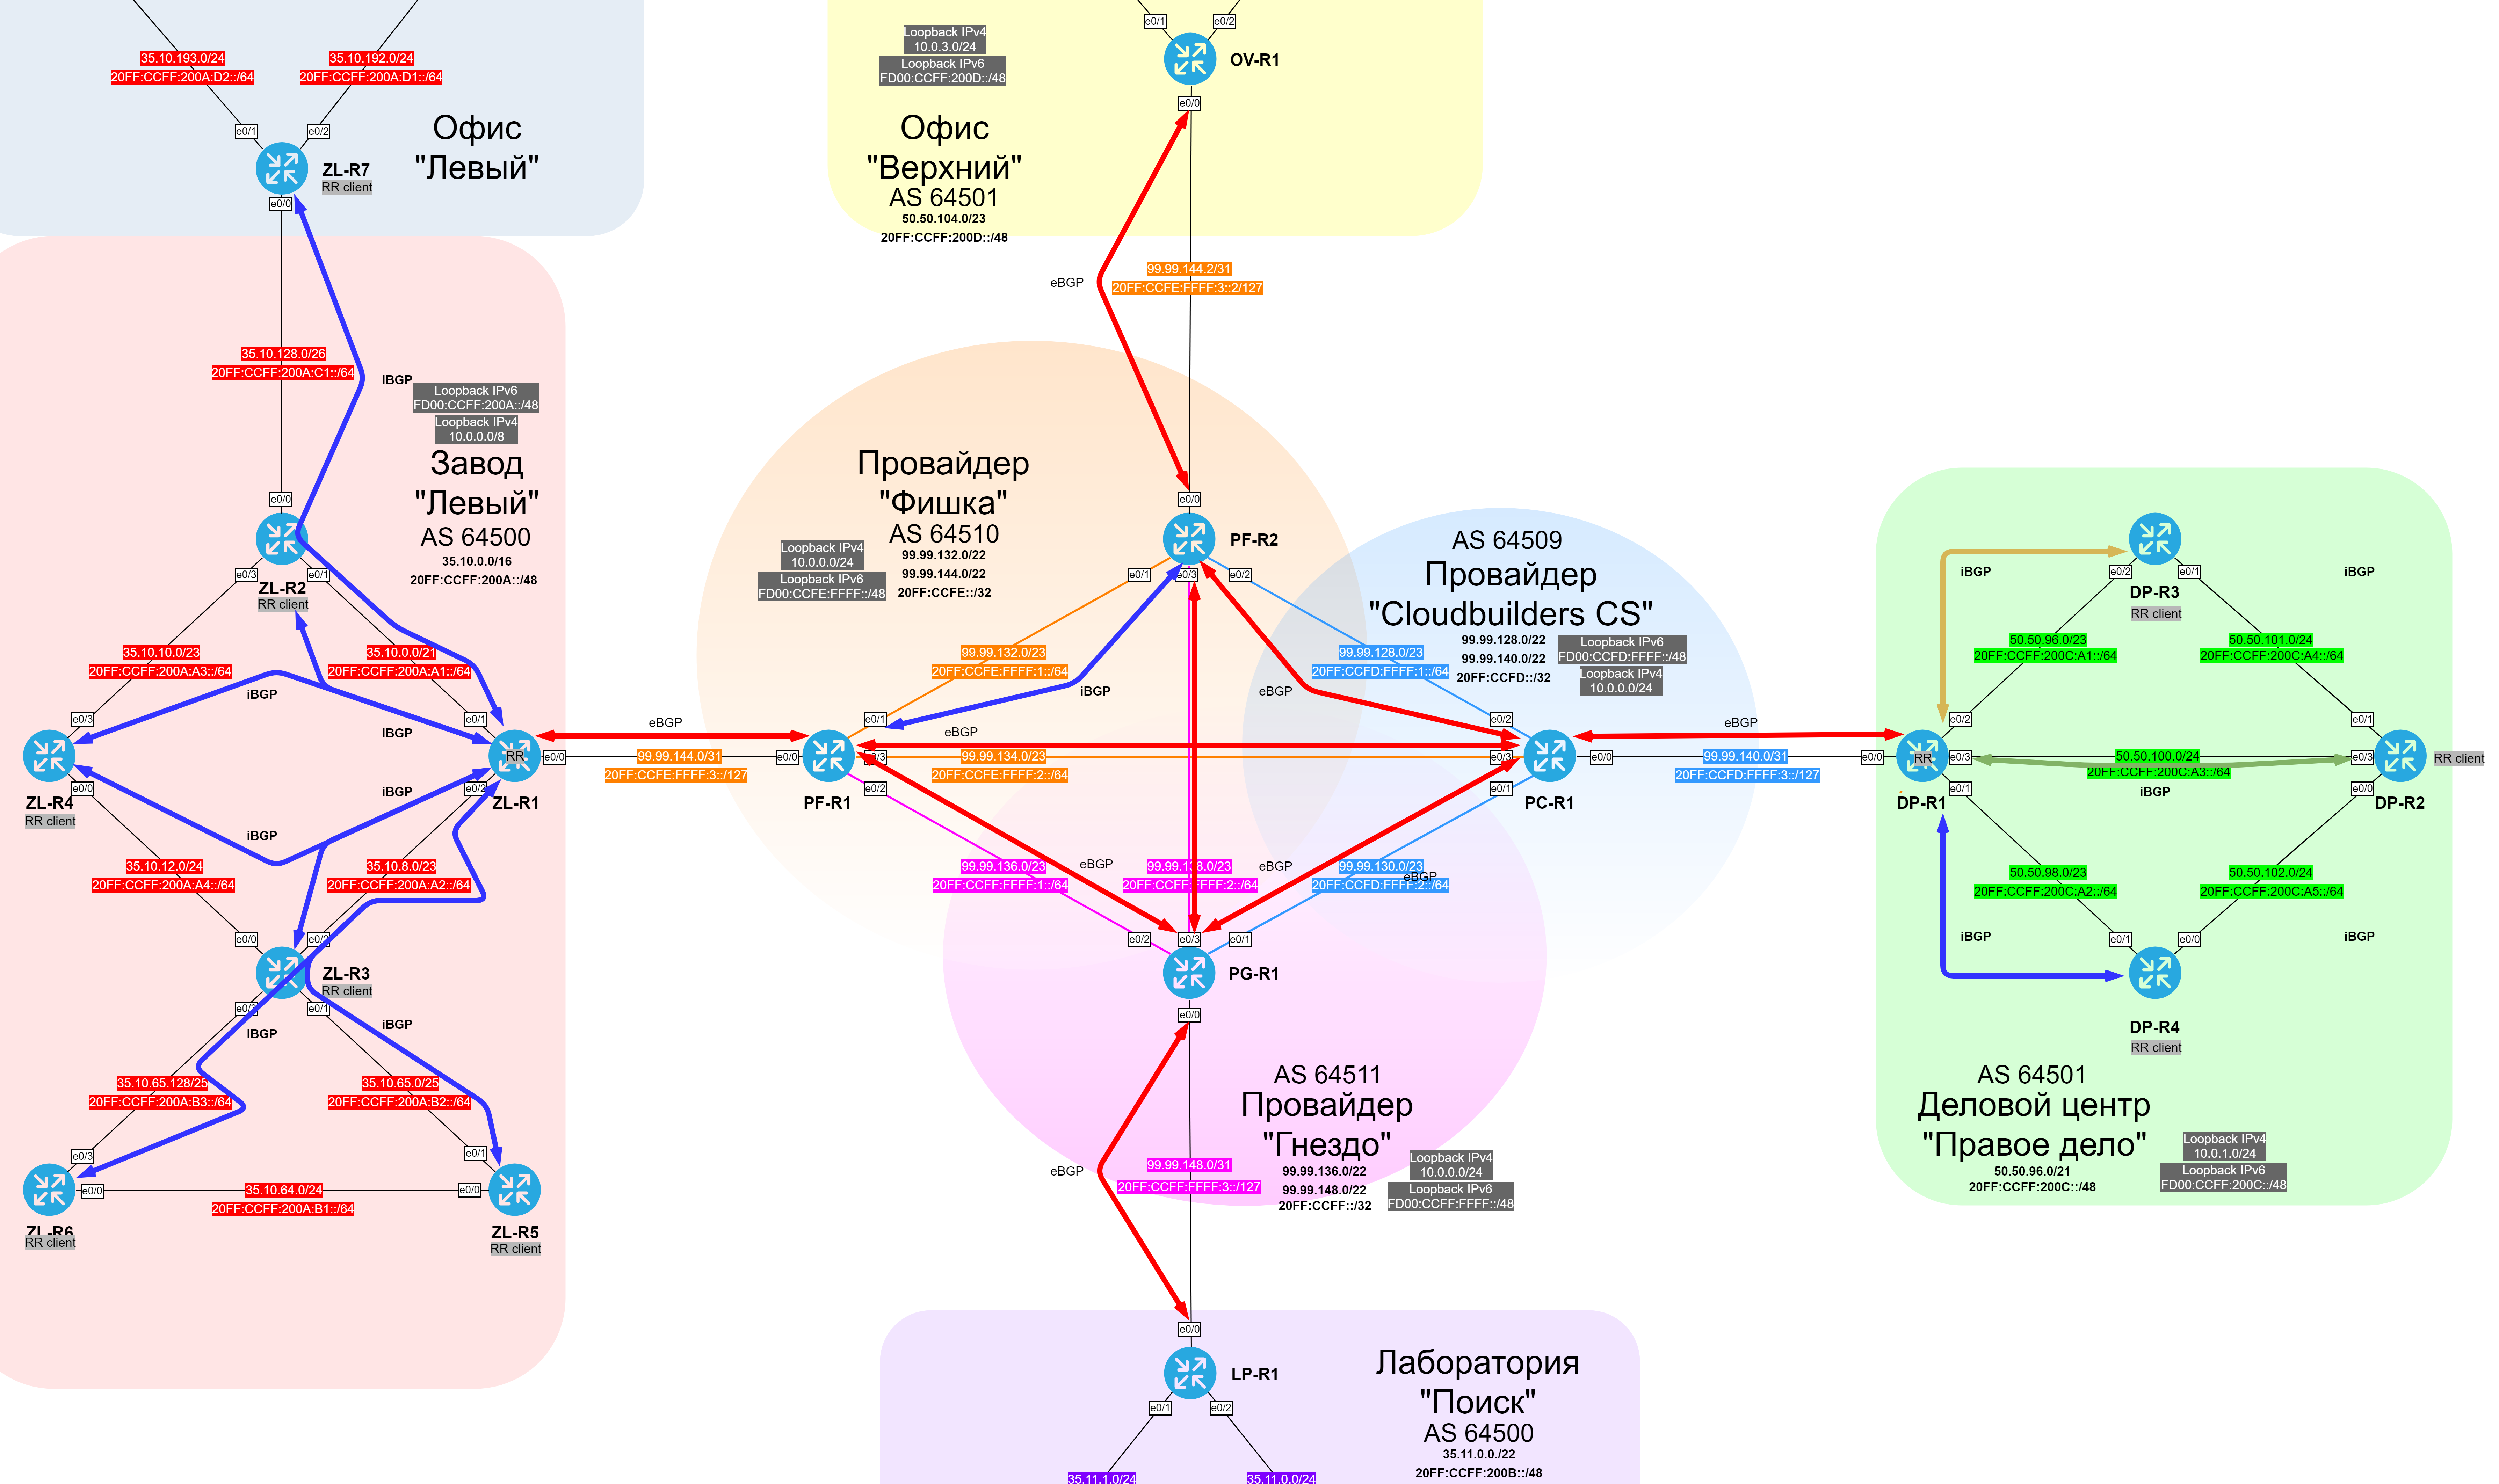 35.10.193.0/24
20FF:CCFF:200A:D2::/64
35.10.192.0/24
20FF:CCFF:200A:D1::/64
e0/1
e0/2
ZL-R7
RR client
e0/0
Офис
"Левый"
Loopback IPv4
10.0.3.0/24
Loopback IPv6
FD00:CCFF:200D::/48
e0/1
e0/2
OV-R1
e0/0
Офис
"Верхний"
AS 64501
50.50.104.0/23
20FF:CCFF:200D::/48
eBGP
99.99.144.2/31
20FF:CCFE:FFFF:3::2/127
35.10.128.0/26
20FF:CCFF:200A:C1::/64
iBGP
Loopback IPv6
FD00:CCFF:200A::/48
Loopback IPv4
10.0.0.0/8
Завод
"Левый"
AS 64500
35.10.0.0/16
20FF:CCFF:200A::/48
e0/0
e0/3
e0/1
ZL-R2
RR client
35.10.10.0/23
20FF:CCFF:200A:A3::/64
35.10.0.0/21
20FF:CCFF:200A:A1::/64
iBGP
iBGP
e0/3
e0/1
RR
e0/0
ZL-R4
RR client
e0/0
e0/2
ZL-R1
iBGP
iBGP
35.10.12.0/24
20FF:CCFF:200A:A4::/64
35.10.8.0/23
20FF:CCFF:200A:A2::/64
e0/0
e0/2
ZL-R3
RR client
e0/3
e0/1
iBGP
iBGP
35.10.65.128/25
20FF:CCFF:200A:B3::/64
35.10.65.0/25
20FF:CCFF:200A:B2::/64
e0/3
e0/1
e0/0
35.10.64.0/24
20FF:CCFF:200A:B1::/64
e0/0
ZL-R6
RR client
ZL-R5
RR client
eBGP
99.99.144.0/31
20FF:CCFE:FFFF:3::/127
Провайдер
"Фишка"
AS 64510
99.99.132.0/22
99.99.144.0/22
20FF:CCFE::/32
Loopback IPv4
10.0.0.0/24
Loopback IPv6
FD00:CCFE:FFFF::/48
e0/0
PF-R2
e0/1
e0/3
e0/2
99.99.132.0/23
20FF:CCFE:FFFF:1::/64
iBGP
99.99.128.0/23
20FF:CCFD:FFFF:1::/64
eBGP
e0/1
e0/0
e0/3
e0/2
PF-R1
eBGP
99.99.134.0/23
20FF:CCFE:FFFF:2::/64
AS 64509
Провайдер
"Cloudbuilders CS"
99.99.128.0/22
99.99.140.0/22
20FF:CCFD::/32
Loopback IPv6
FD00:CCFD:FFFF::/48
Loopback IPv4
10.0.0.0/24
e0/2
e0/3
e0/0
e0/1
PC-R1
eBGP
99.99.140.0/31
20FF:CCFD:FFFF:3::/127
99.99.136.0/23
20FF:CCFF:FFFF:1::/64
eBGP
99.99.138.0/23
20FF:CCFF:FFFF:2::/64
eBGP
99.99.130.0/23
20FF:CCFD:FFFF:2::/64
eBGP
e0/2
e0/3
e0/1
PG-R1
e0/0
AS 64511
Провайдер
"Гнездо"
99.99.136.0/22
99.99.148.0/22
20FF:CCFF::/32
Loopback IPv4
10.0.0.0/24
Loopback IPv6
FD00:CCFF:FFFF::/48
eBGP
99.99.148.0/31
20FF:CCFF:FFFF:3::/127
e0/0
LP-R1
e0/1
e0/2
35.11.1.0/24
35.11.0.0/24
Лаборатория
"Поиск"
AS 64500
35.11.0.0./22
20FF:CCFF:200B::/48
DP-R3
RR client
iBGP
iBGP
e0/2
e0/1
50.50.96.0/23
20FF:CCFF:200C:A1::/64
50.50.101.0/24
20FF:CCFF:200C:A4::/64
e0/2
e0/1
e0/0
RR
e0/3
50.50.100.0/24
20FF:CCFF:200C:A3::/64
iBGP
e0/3
RR client
DP-R1
e0/1
e0/0
DP-R2
50.50.98.0/23
20FF:CCFF:200C:A2::/64
50.50.102.0/24
20FF:CCFF:200C:A5::/64
iBGP
iBGP
e0/1
e0/0
DP-R4
RR client
AS 64501
Деловой центр
"Правое дело"
50.50.96.0/21
20FF:CCFF:200C::/48
Loopback IPv4
10.0.1.0/24
Loopback IPv6
FD00:CCFF:200C::/48